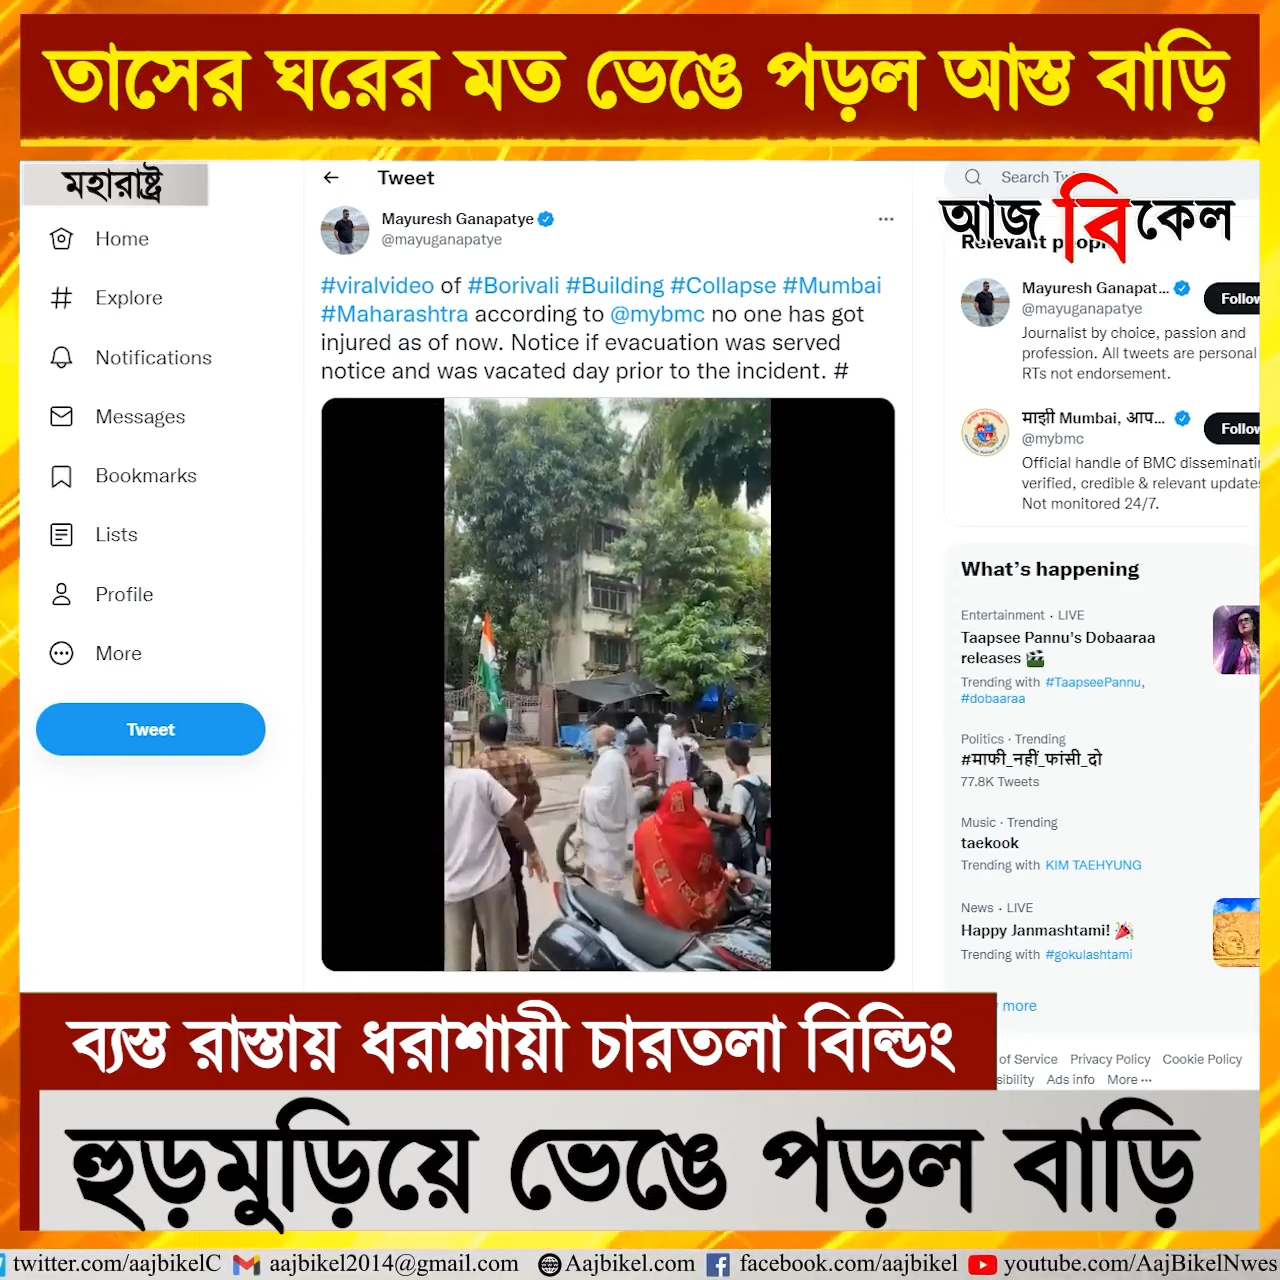 তাসের ঘরের মত ভেঙে পড়ল আস্ত বাড়ি
মহারাষ্ট্র
Home
Explore
Notifications
Messages
Bookmarks
Lists
Profile
More
Tweet
Tweet
Mayuresh Ganapatye
@mayuganapatye
#viralvideo of #Borivali #Building #Collapse #Mumbai
#Maharashtra according to @mybmc no one has got
injured as of now. Notice if evacuation was served
notice and was vacated day prior to the incident. #
Search
আজ বিকেল
Relevant
Mayuresh Ganapat...
@mayuganapatye
Journalist by choice, passion and
profession. All tweets are personal
RTs not endorsement.
माझी Mumbai, आप...
@mybmc
Official handle of BMC
verified, credible & relevant
Not monitored 24/7.
What's happening
Entertainment · LIVE
Taapsee Pannu's Dobaaraa
releases
Trending with #TaapseePannu,
#dobaaraa
Politics · Trending
#माफी_नहीं_फांसी_दो
77.8K Tweets
Music · Trending
taekook
Trending with KIM TAEHYUNG
News · LIVE
Happy Janmashtami!
Trending with #gokulashtami
more
of Service Privacy Policy Cookie Policy
Ads info More ...
ব্যস্ত রাস্তায় ধরাশায়ী চারতলা বিল্ডিং
হুড়মুড়িয়ে ভেঙে পড়ল বাড়ি
twitter.com/aajbikelC aajbikel2014@gmail.com Aajbikel.com facebook.com/aajbikel youtube.com/AajBikelNwes